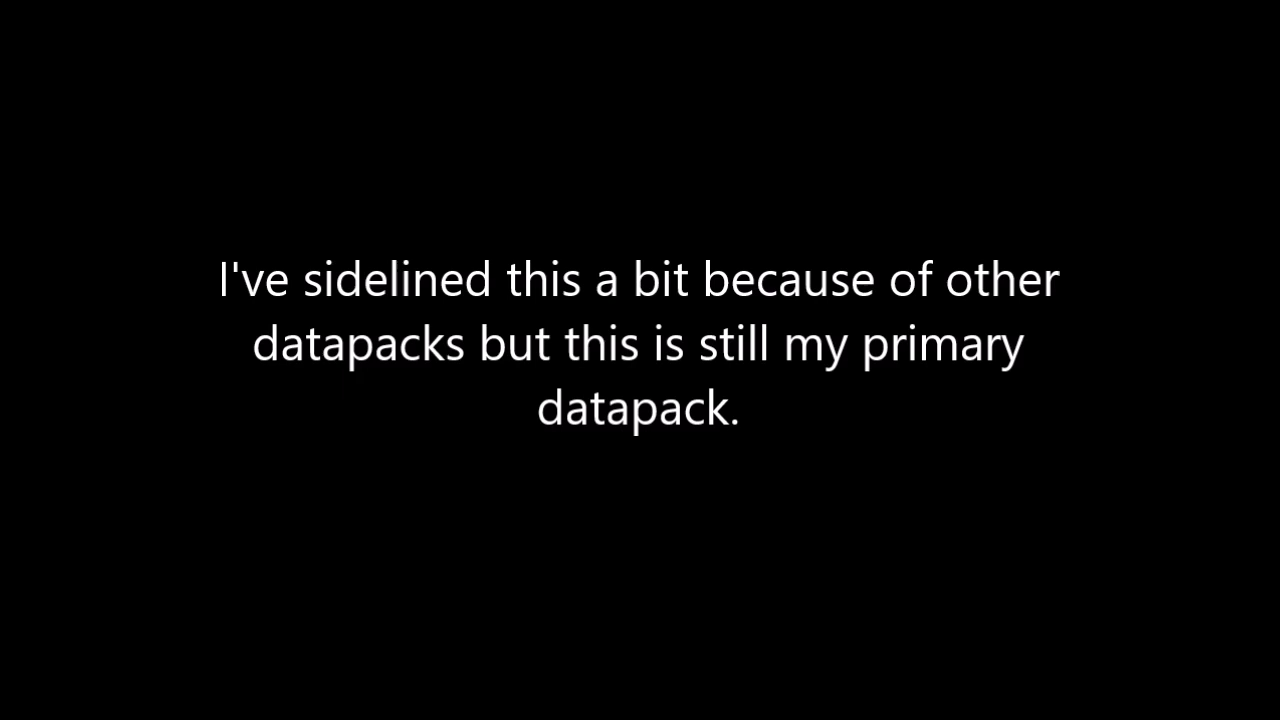 I've sidelined this a bit because of other
datapacks but this is still my primary
datapack.